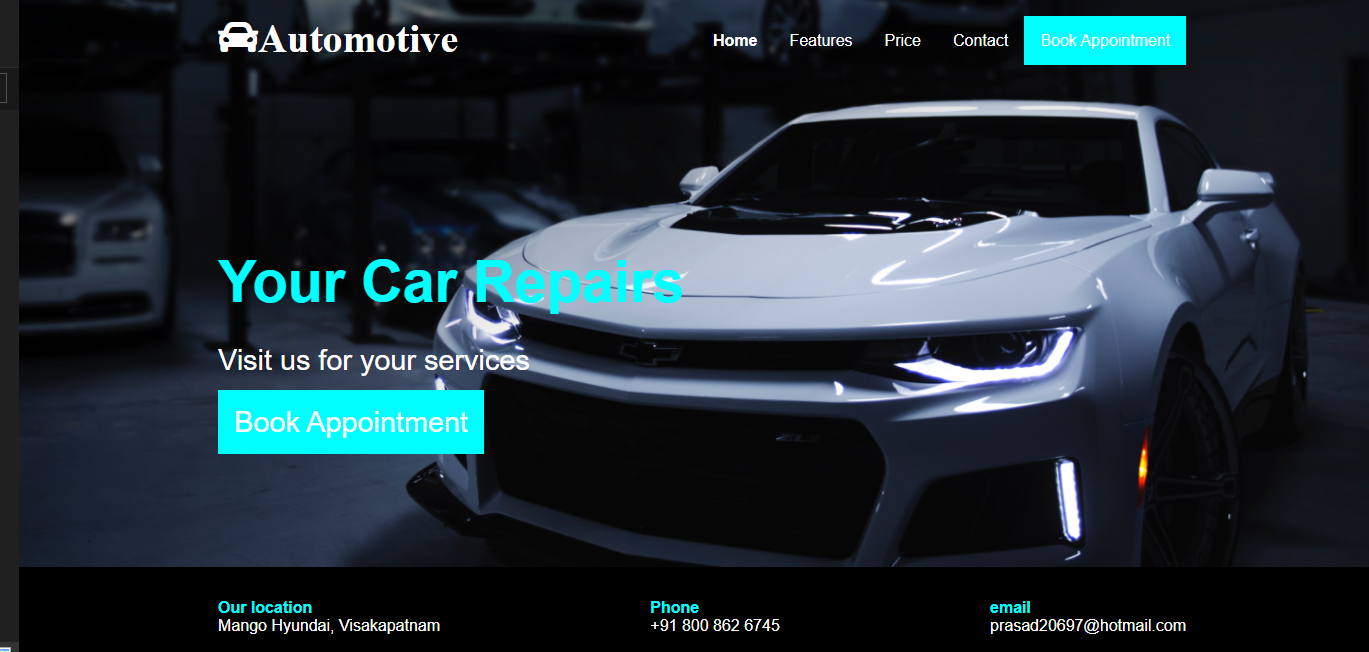 Automotive
Home Features Price Contact Book Appointment
Your Car Repairs
Visit us for your services
Book Appointment
Our location Phone email
Mango Hyundai, Visakapatnam +91 800 862 6745 prasad20697@hotmail.com